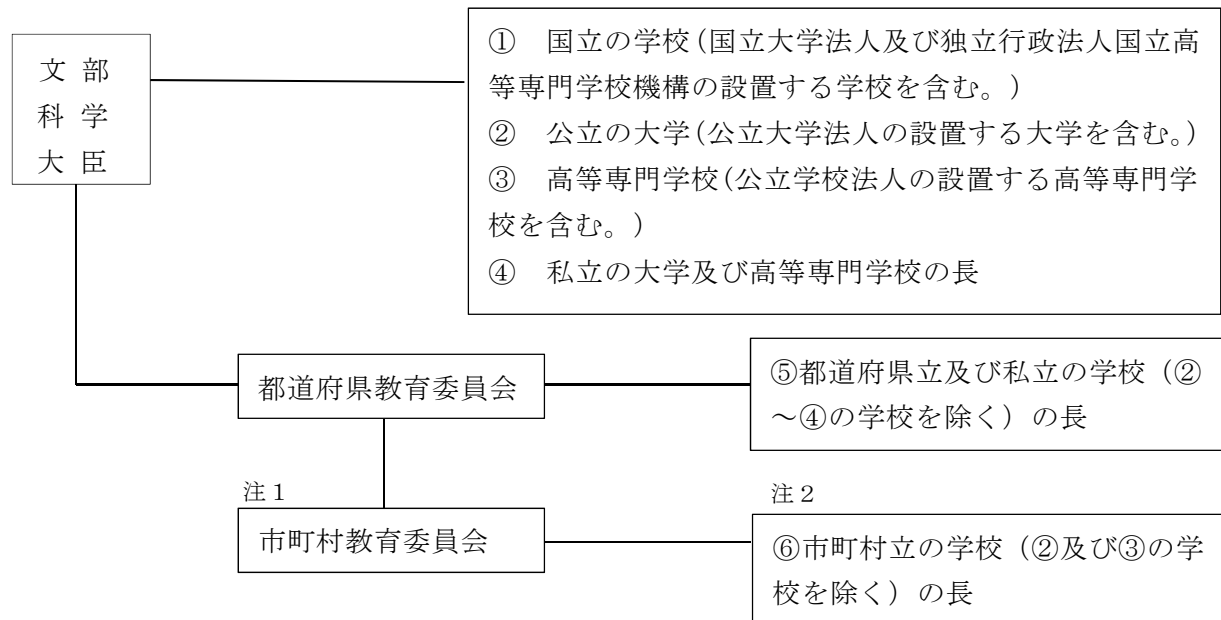 文部
科学
大臣
①　国立の学校(国立大学法人及び独立行政法人国立高
等専門学校機構の設置する学校を含む。)
②　公立の大学(公立大学法人の設置する大学を含む。)
③　高等専門学校(公立学校法人の設置する高等専門学
校を含む。)
④　私立の大学及び高等専門学校の長
都道府県教育委員会
⑤都道府県立及び私立の学校（②
～④の学校を除く）の長
注１
注２
市町村教育委員会
⑥市町村立の学校（②及び③の学
校を除く）の長